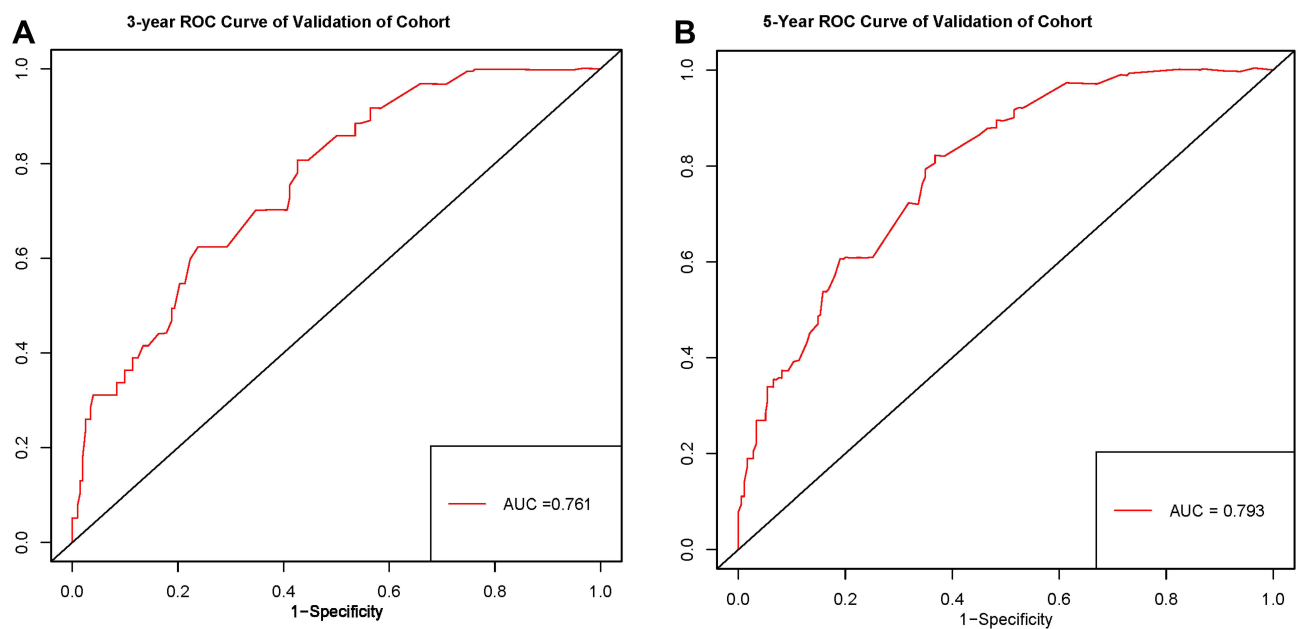 A
3-year ROC Curve of Validation of Cohort
1.0
0.8
0.6
0.4
0.2
0.0
AUC =0.761
0.0 0.2 0.4 0.6 0.8 1.0
1−Specificity
B
5-Year ROC Curve of Validation of Cohort
1.0
0.8
0.6
0.4
0.2
0.0
AUC = 0.793
0.0 0.2 0.4 0.6 0.8 1.0
1−Specificity